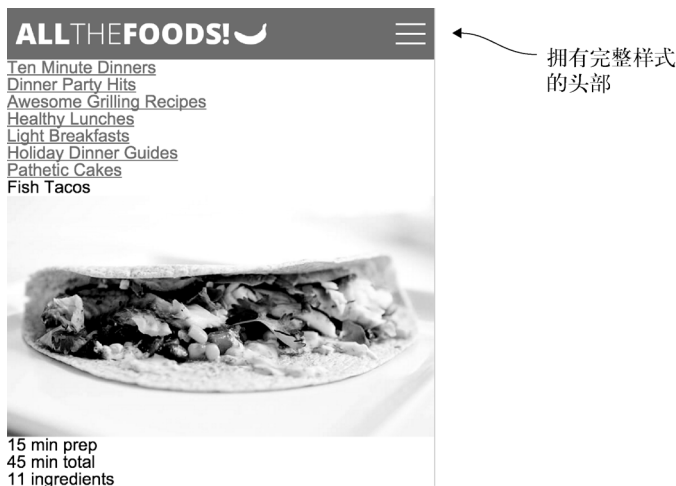 ALLTHEFOODS!
拥有完整样式
的头部
Ten Minute Dinners
Dinner Party Hits
Awesome Grilling Recipes
Healthy Lunches
Light Breakfasts
Holiday Dinner Guides
Pathetic Cakes
Fish Tacos
15 min prep
45 min total
11 ingredients